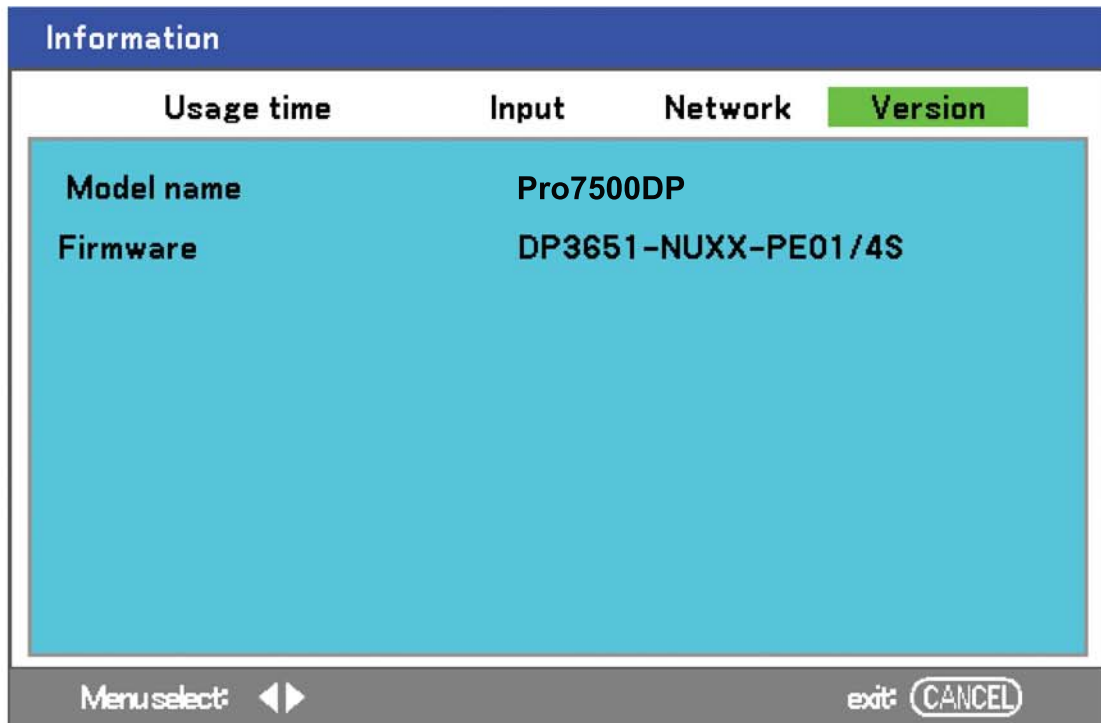 Information
Usage time Input Network Version
Model name Pro7500DP
Firmware DP3651-NUXX-PE01/4S
Menu select: exit: CANCEL